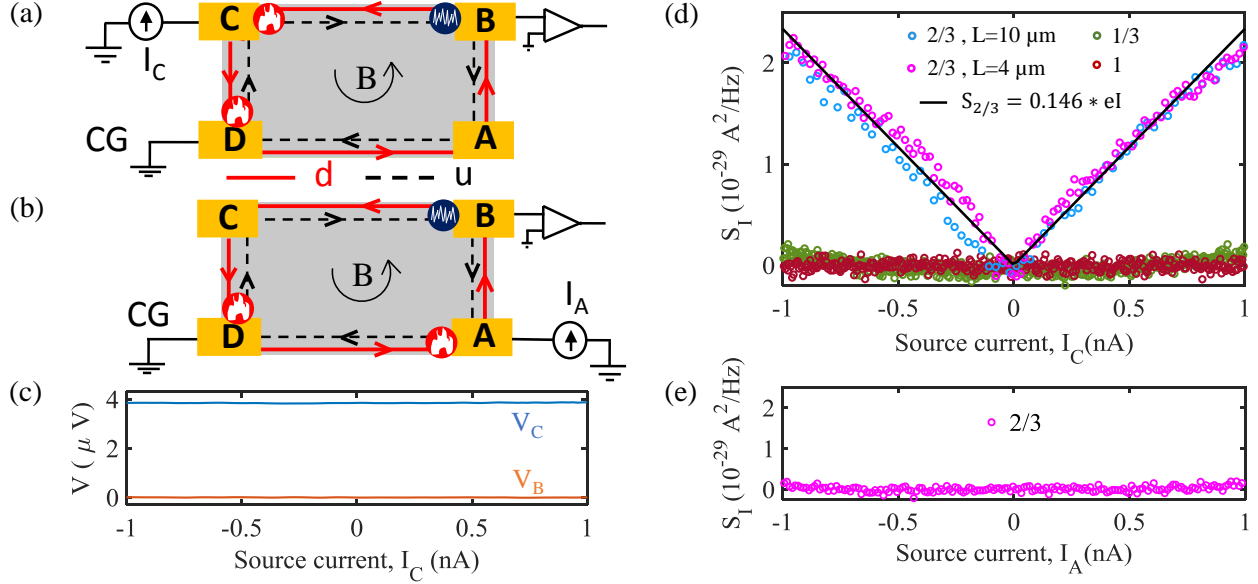 (a)
C
B
I_C
B
CG
D
A
d
u
(b)
C
B
B
I_A
CG
D
A
(c)
4
2
0
V ( μ V)
V_C
V_B
-1
-0.5
0
0.5
1
Source current, I_C (nA)
(d)
2/3 , L=10 μm
1/3
2/3 , L=4 μm
1
S_{2/3} = 0.146 * eI
S_I (10^{-29} A^2/Hz)
2
1
0
-1
-0.5
0
0.5
1
Source current, I_C(nA)
(e)
2/3
S_I (10^{-29} A^2/Hz)
2
1
0
-1
-0.5
0
0.5
1
Source current, I_A(nA)